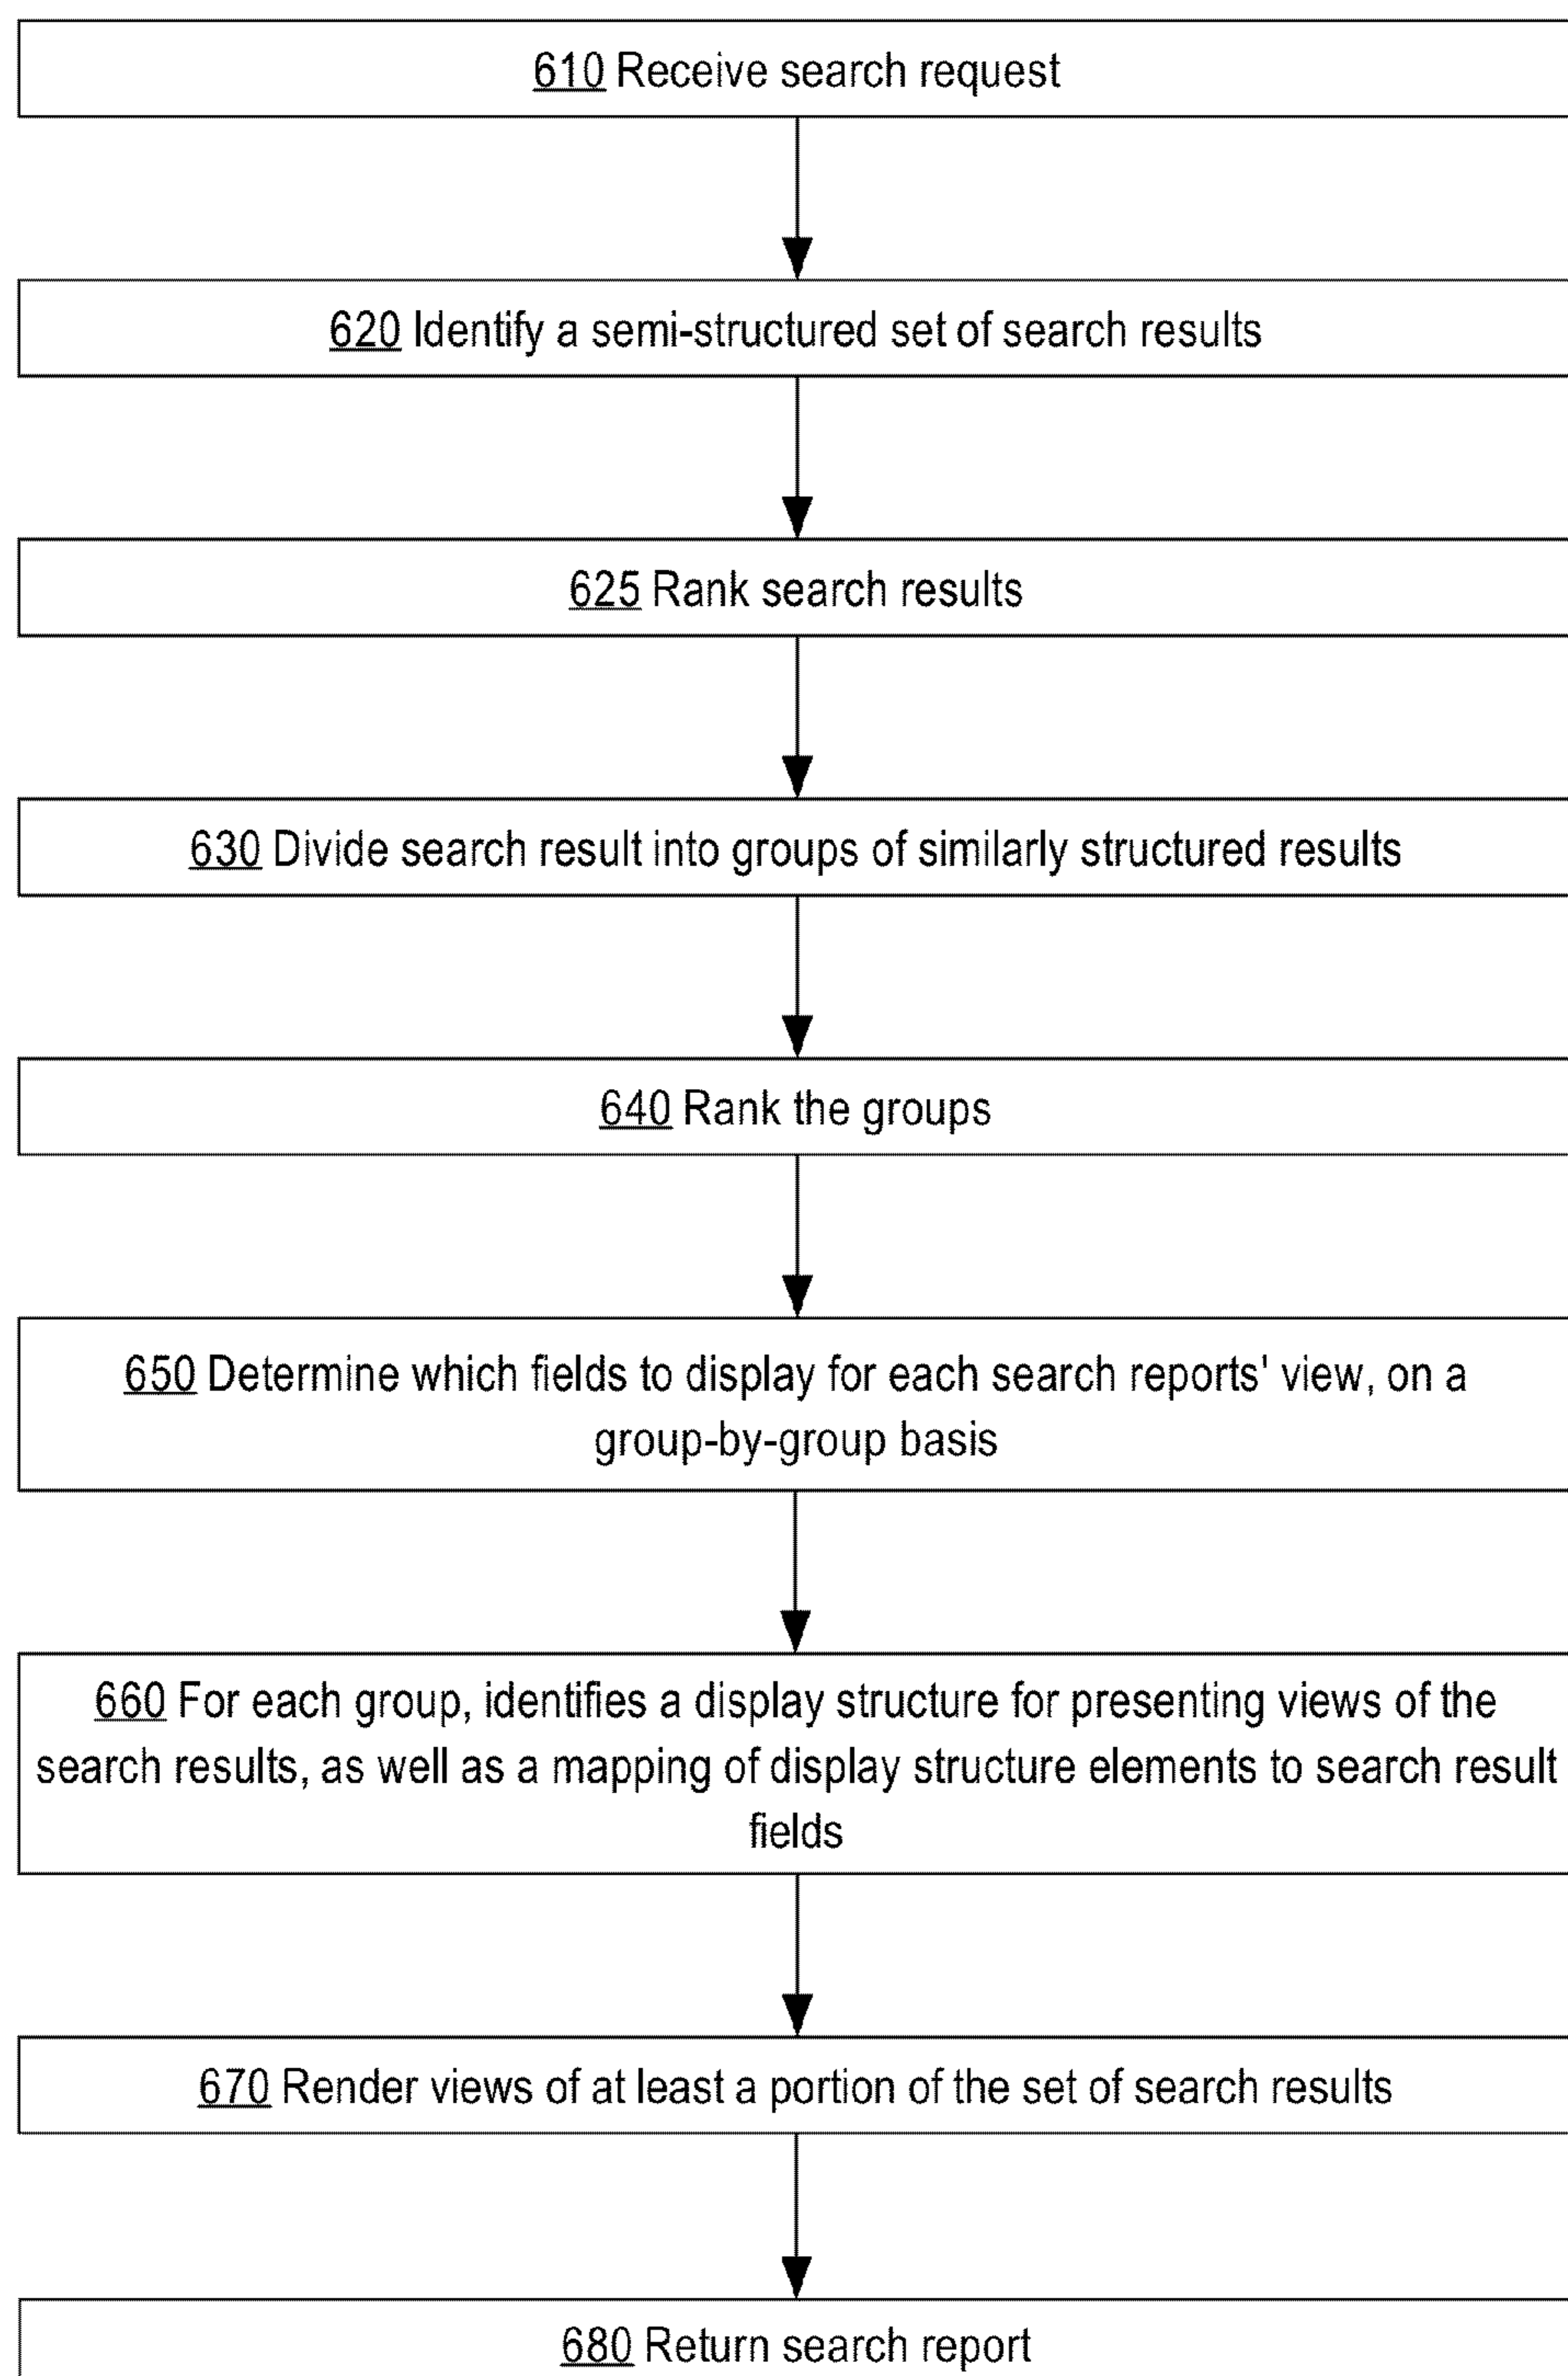 610 Receive search request
620 Identify a semi-structured set of search results
625 Rank search results
630 Divide search result into groups of similarly structured results
640 Rank the groups
650 Determine which fields to display for each search reports' view, on a
group-by-group basis
660 For each group, identifies a display structure for presenting views of the
search results, as well as a mapping of display structure elements to search result
fields
670 Render views of at least a portion of the set of search results
680 Return search report